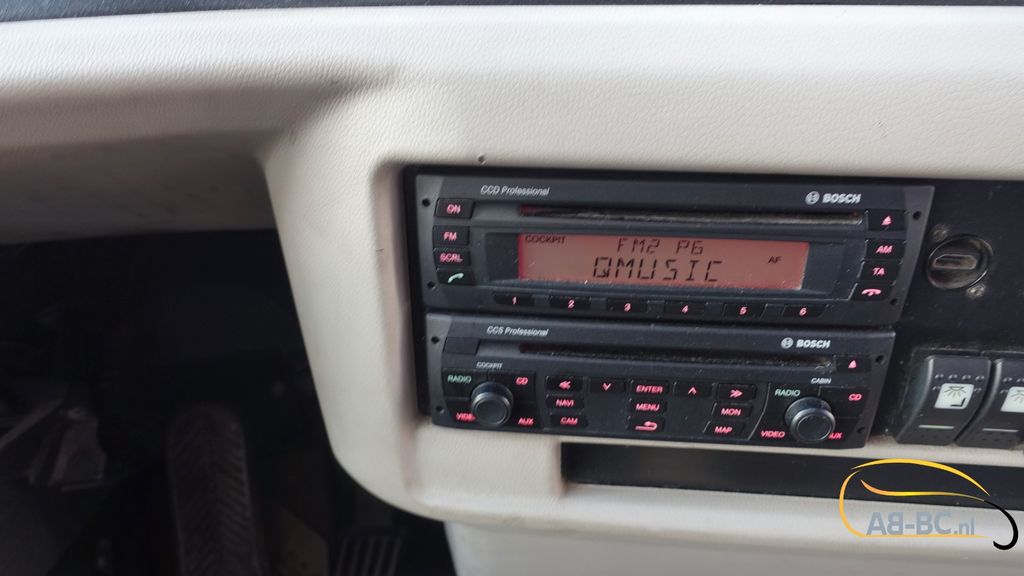 CCD Professional BOSCH
ON
FM COCKPIT FM2 P6 AM
SCRL QMUSIC AF TA
1 2 3 4 5 6
CCS Professional BOSCH
COCKPIT CABIN
RADIO CD ENTER RADIO CD
NAVI MENU MON
VIDEO AUX CAM MAP VIDEO AUX
AB-BC.nl